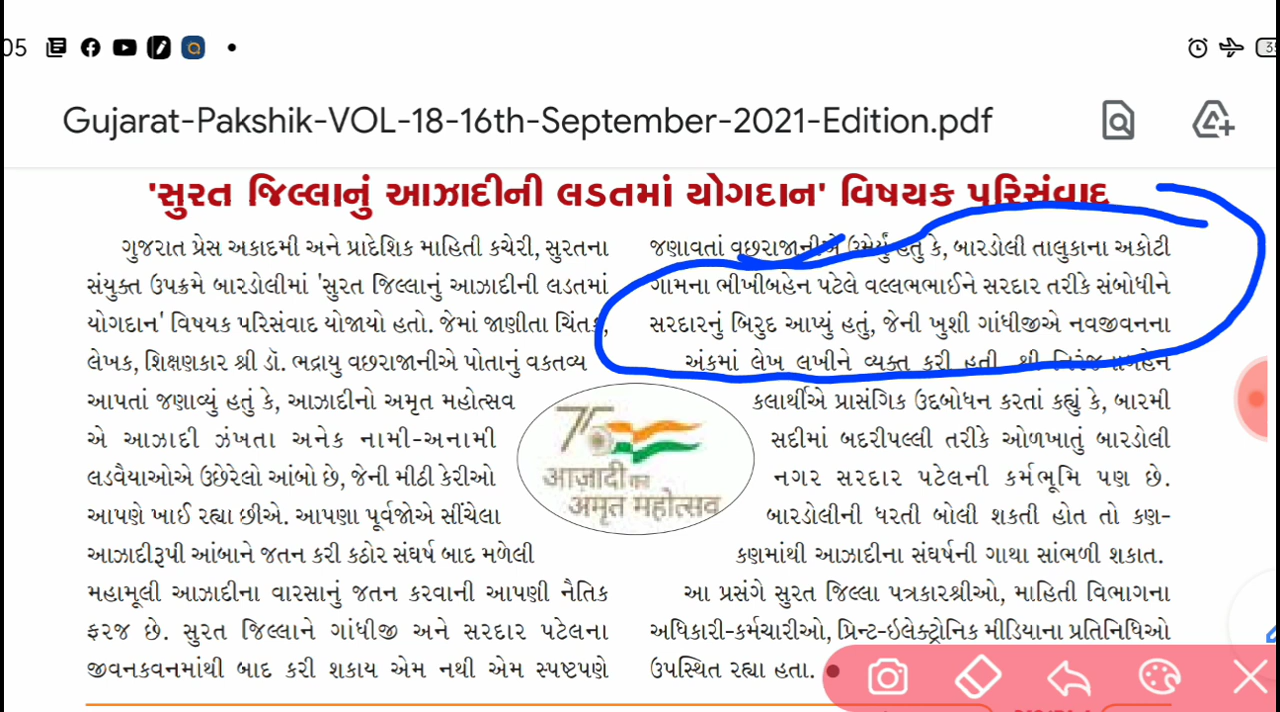 05
Gujarat-Pakshik-VOL-18-16th-September-2021-Edition.pdf
'સુરત જિલ્લાનું આઝાદીની લડતમાં યોગદાન' વિષયક પરિસંવાદ
ગુજરાત પ્રેસ અકાદમી અને પ્રાદેશિક માહિતી કચેરી, સુરતના
સંયુક્ત ઉપક્રમે બારડોલીમાં 'સુરત જિલ્લાનું આઝાદીની લડતમાં
યોગદાન' વિષયક પરિસંવાદ યોજાયો હતો. જેમાં જાણીતા ચિંતક,
લેખક, શિક્ષણકાર શ્રી ડૉ. ભદ્રાયુ વછરાજાનીએ પોતાનું વક્તવ્ય
આપતાં જણાવ્યું હતું કે, આઝાદીનો અમૃત મહોત્સવ
એ આઝાદી ઝંખતા અનેક નામી-અનામી
લડવૈયાઓએ ઉછેરેલો આંબો છે, જેની મીઠી કેરીઓ
આપણે ખાઈ રહ્યા છીએ. આપણા પૂર્વજોએ સીંચેલા
આઝાદીરૂપી આંબાને જતન કરી કઠોર સંઘર્ષ બાદ મળેલી
મહામૂલી આઝાદીના વારસાનું જતન કરવાની આપણી નૈતિક
ફરજ છે. સુરત જિલ્લાને ગાંધીજી અને સરદાર પટેલના
જીવનકવનમાંથી બાદ કરી શકાય એમ નથી એમ સ્પષ્ટપણે
જણાવતાં વછરાજાનીએ ઉમેર્યું હતું કે, બારડોલી તાલુકાના અકોટી
ગામના ભીખીબહેન પટેલે વલ્લભભાઈને સરદાર તરીકે સંબોધીને
સરદારનું બિરુદ આપ્યું હતું, જેની ખુશી ગાંધીજીએ નવજીવનના
અંકમાં લેખ લખીને વ્યક્ત કરી હતી. શ્રી
કલાર્થીએ પ્રાસંગિક ઉદબોધન કરતાં કહ્યું કે, બારમી
સદીમાં બદરીપલ્લી તરીકે ઓળખાતું બારડોલી
નગર સરદાર પટેલની કર્મભૂમિ પણ છે.
બારડોલીની ધરતી બોલી શકતી હોત તો કણ-
કણમાંથી આઝાદીના સંઘર્ષની ગાથા સાંભળી શકાત.
આ પ્રસંગે સુરત જિલ્લા પત્રકારશ્રીઓ, માહિતી વિભાગના
અધિકારી-કર્મચારીઓ, પ્રિન્ટ-ઇલેક્ટ્રોનિક મીડિયાના પ્રતિનિધિઓ
ઉપસ્થિત રહ્યા હતા.
75
आज़ादी का
अमृत महोत्सव